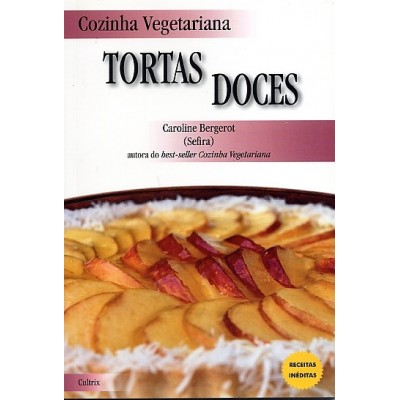 Cozinha Vegetariana
TORTAS
DOCES
Caroline Bergerot
(Sefira)
autora do best-seller Cozinha Vegetariana
RECEITAS
INÉDITAS
Cultrix